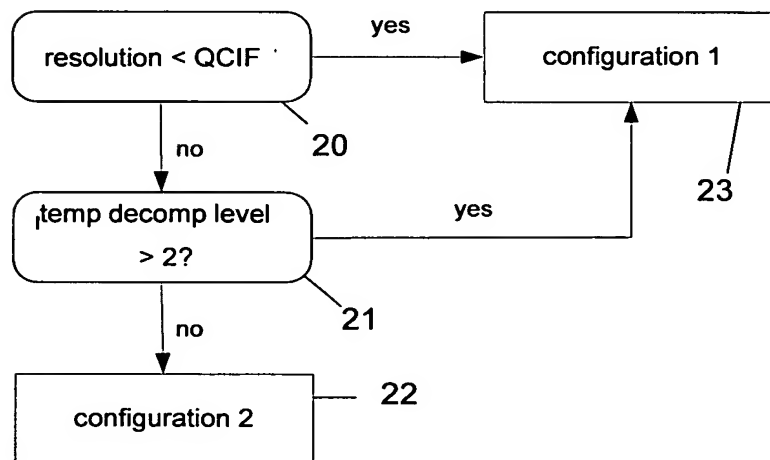 resolution < QCIF
yes
configuration 1
20
no
23
temp decomp level
> 2?
yes
21
no
configuration 2
22